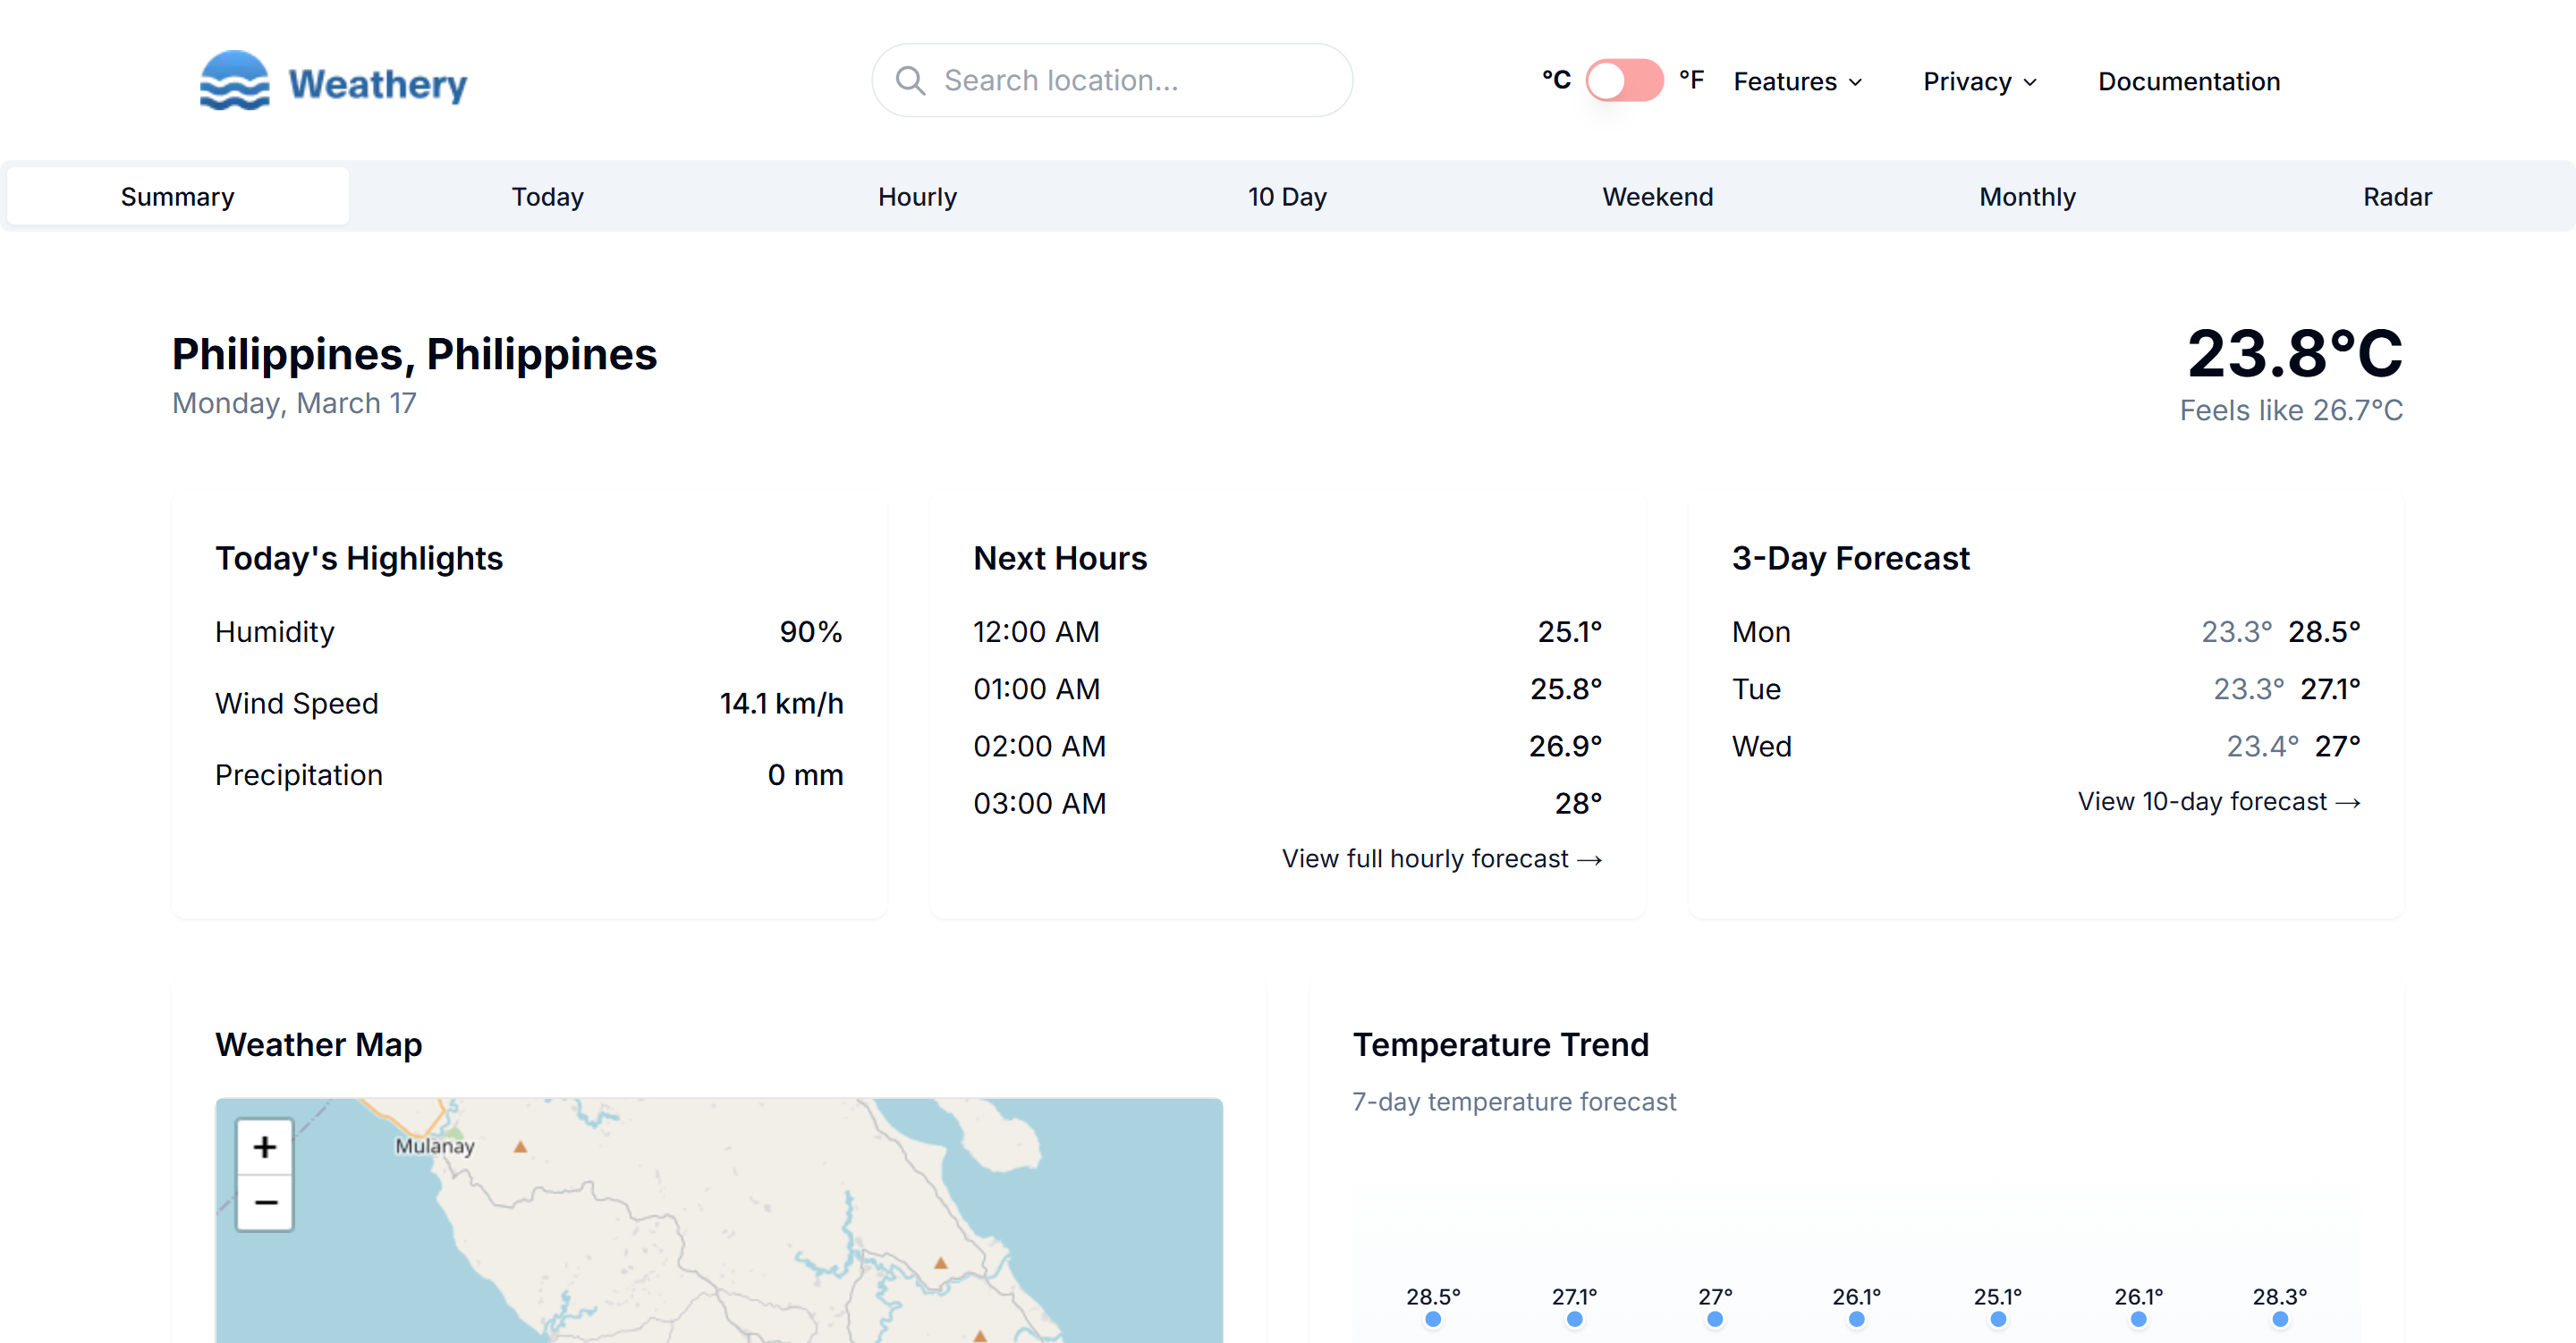 Weathery
Search location...
°C °F Features Privacy Documentation
Summary Today Hourly 10 Day Weekend Monthly Radar
Philippines, Philippines
Monday, March 17
23.8°C
Feels like 26.7°C
Today's Highlights
Humidity 90%
Wind Speed 14.1 km/h
Precipitation 0 mm
Next Hours
12:00 AM 25.1°
01:00 AM 25.8°
02:00 AM 26.9°
03:00 AM 28°
View full hourly forecast →
3-Day Forecast
Mon 23.3° 28.5°
Tue 23.3° 27.1°
Wed 23.4° 27°
View 10-day forecast →
Weather Map
+
Mulanay
−
Temperature Trend
7-day temperature forecast
28.5° 27.1° 27° 26.1° 25.1° 26.1° 28.3°